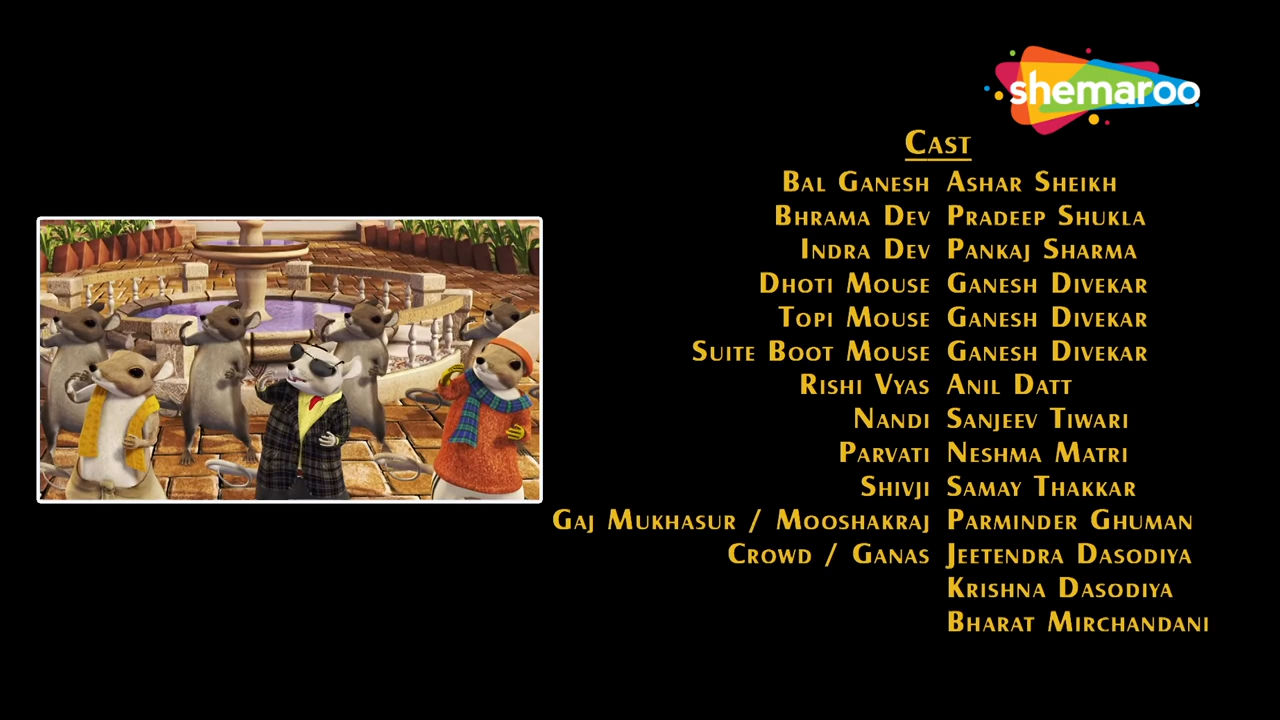 shemaroo
Cast
Bal Ganesh Ashar Sheikh
Bhrama Dev Pradeep Shukla
Indra Dev Pankaj Sharma
Dhoti Mouse Ganesh Divekar
Topi Mouse Ganesh Divekar
Suite Boot Mouse Ganesh Divekar
Rishi Vyas Anil Datt
Nandi Sanjeev Tiwari
Parvati Neshma Matri
Shivji Samay Thakkar
Gaj Mukhasur / Mooshakraj Parminder Ghuman
Crowd / Ganas Jeetendra Dasodiya
Krishna Dasodiya
Bharat Mirchandani